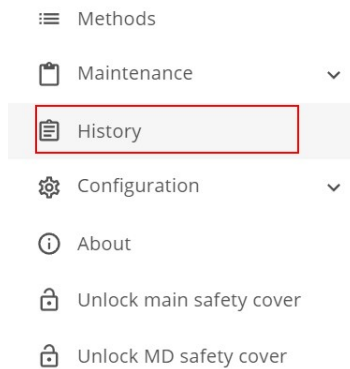 Methods
Maintenance
History
Configuration
About
Unlock main safety cover
Unlock MD safety cover